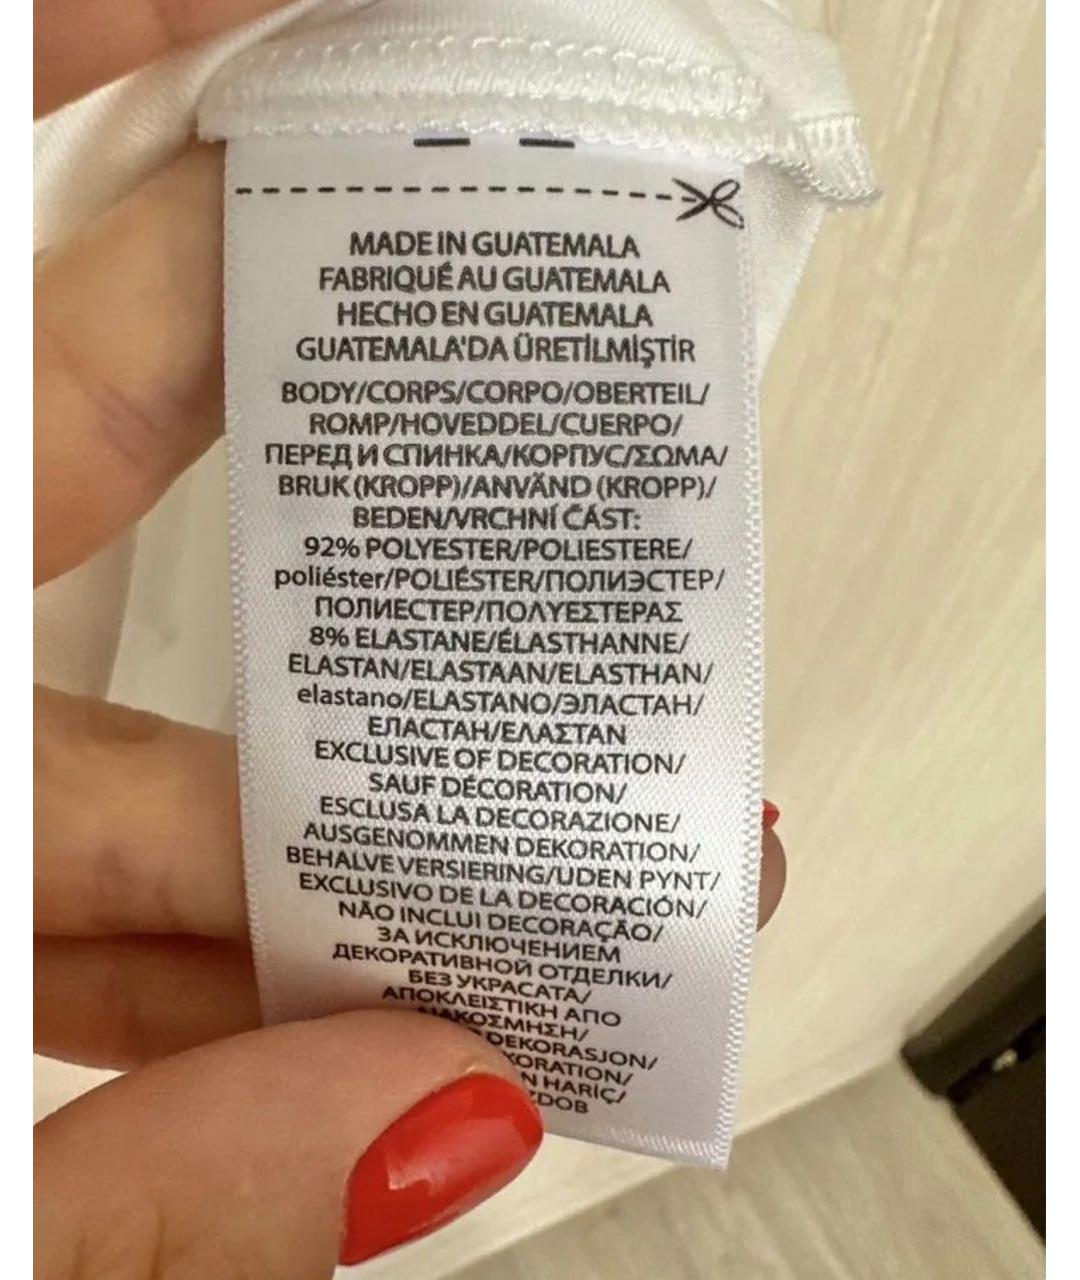 MADE IN GUATEMALA
FABRIQUÉ AU GUATEMALA
HECHO EN GUATEMALA
GUATEMALA'DA ÜRETİLMİŞTİR
BODY/CORPS/CORPO/OBERTEIL/
ROMP/HOVEDDEL/CUERPO/
ПЕРЕД И СПИНКА/КОРПУС/ΣΩΜΑ/
BRUK (KROPP)/ANVÄND (KROPP)/
BEDEN/VRCHNÍ ČÁST:
92% POLYESTER/POLIESTERE/
poliéster/POLIÉSTER/ПОЛИЭСТЕР/
ПОЛИЕСТЕР/ΠΟΛΥΕΣΤΕΡΑΣ
8% ELASTANE/ÉLASTHANNE/
ELASTAN/ELASTAAN/ELASTHAN/
elastano/ELASTANO/ЭЛАСТАН/
ЕЛАСТАН/ΕΛΑΣΤΑΝ
EXCLUSIVE OF DECORATION/
SAUF DÉCORATION/
ESCLUSA LA DECORAZIONE/
AUSGENOMMEN DEKORATION/
BEHALVE VERSIERING/UDEN PYNT/
EXCLUSIVO DE LA DECORACIÓN/
NÃO INCLUI DECORAÇÃO/
ЗА ИСКЛЮЧЕНИЕМ
ДЕКОРАТИВНОЙ ОТДЕЛКИ/
БЕЗ УКРАСАТА/
ΑΠΟΚΛΕΙΣΤΙΚΗ ΑΠΟ
ΙΑΚΟΣΜΗΣΗ/
DEKORASJON/
KORATION/
N HARİÇ/
ZDOB